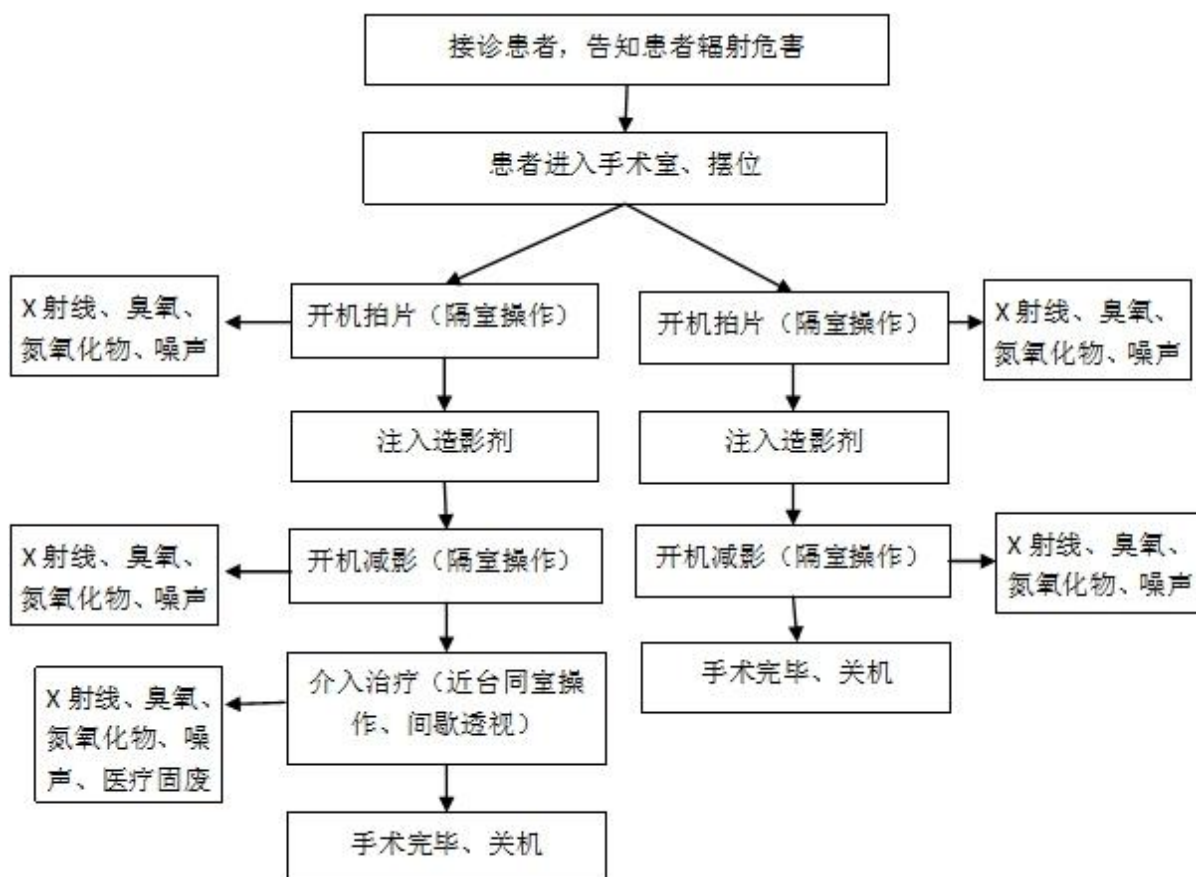 接诊患者，告知患者辐射危害
患者进入手术室、摆位
X 射线、臭氧、
氮氧化物、噪声
开机拍片（隔室操作）
开机拍片（隔室操作）
X 射线、臭氧、
氮氧化物、噪声
注入造影剂
注入造影剂
X 射线、臭氧、
氮氧化物、噪声
开机减影（隔室操作）
开机减影（隔室操作）
X 射线、臭氧、
氮氧化物、噪声
X 射线、臭氧、
氮氧化物、噪
声、医疗固废
介入治疗（近台同室操
作、间歇透视）
手术完毕、关机
手术完毕、关机